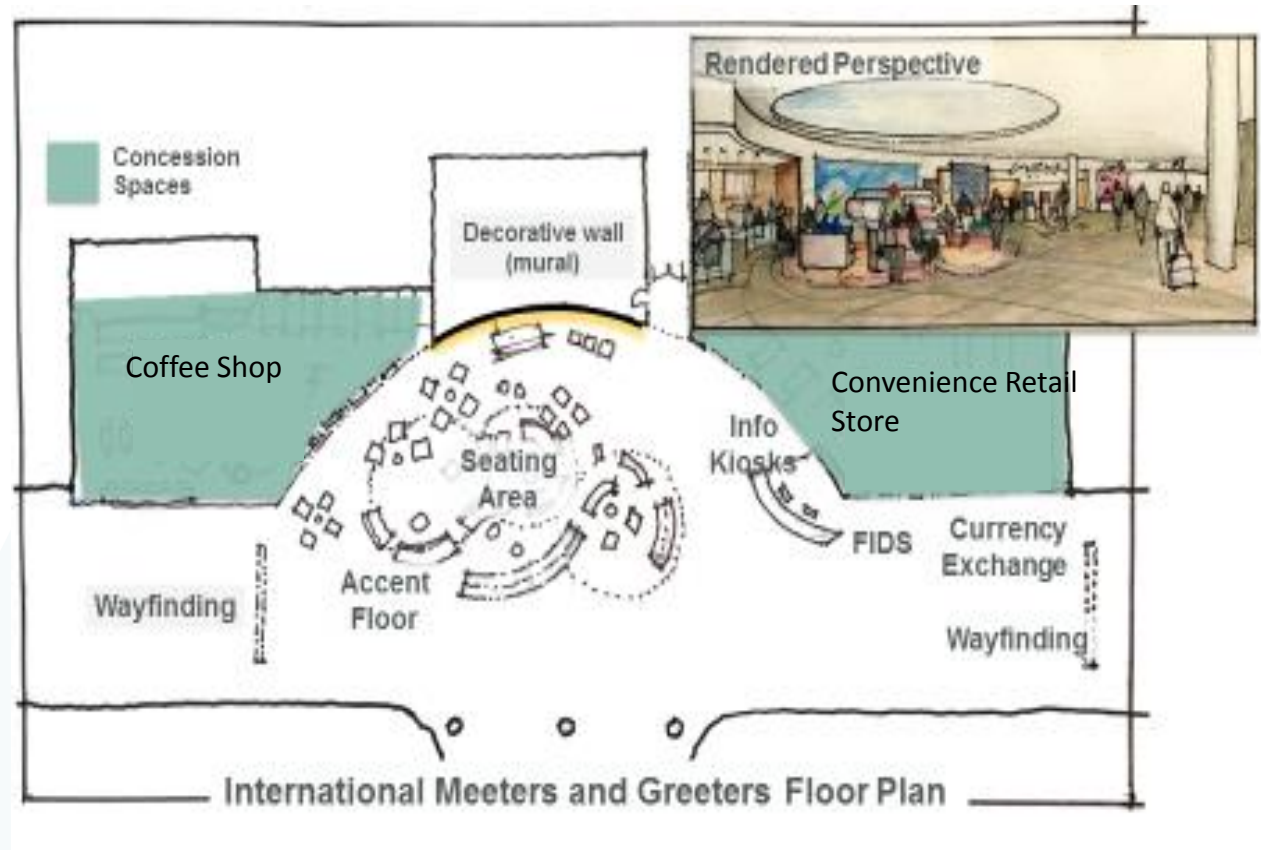 Rendered Perspective
Concession
Spaces
Decorative wall
(mural)
Coffee Shop
Convenience Retail
Store
Info
Kiosks
Seating
Area
FIDS
Currency
Exchange
Accent
Floor
Wayfinding
Wayfinding
International Meeters and Greeters Floor Plan